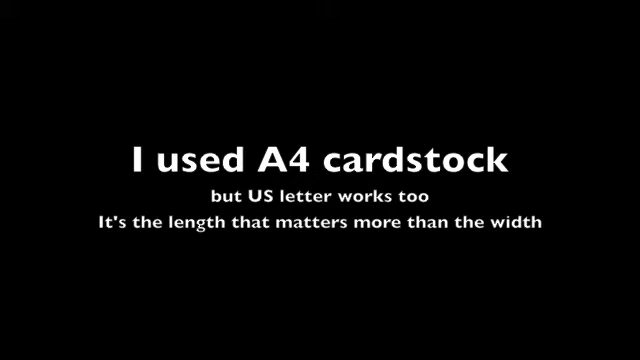 I used A4 cardstock
but US letter works too
It's the length that matters more than the width